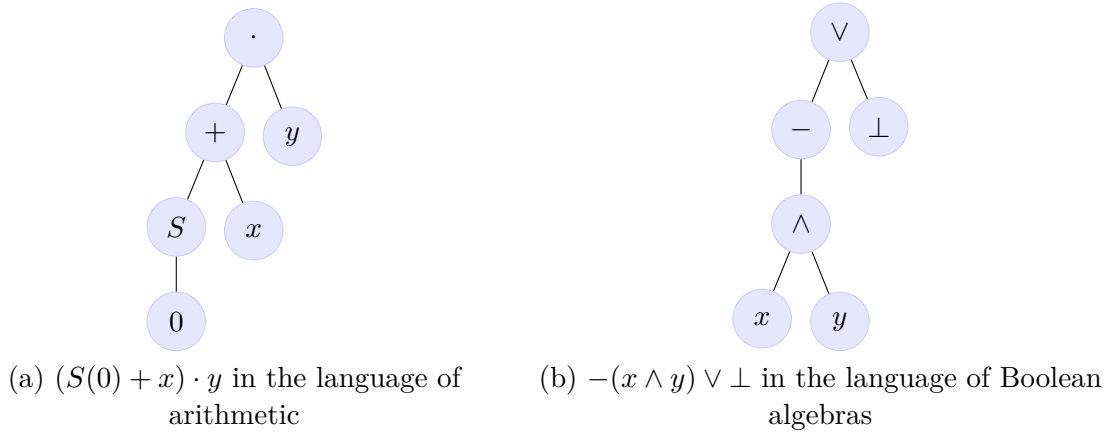 ·
∨
+
y
−
⊥
S
x
∧
0
x
y
(a) (S(0) + x) · y in the language of
arithmetic
(b) −(x ∧ y) ∨ ⊥ in the language of Boolean
algebras